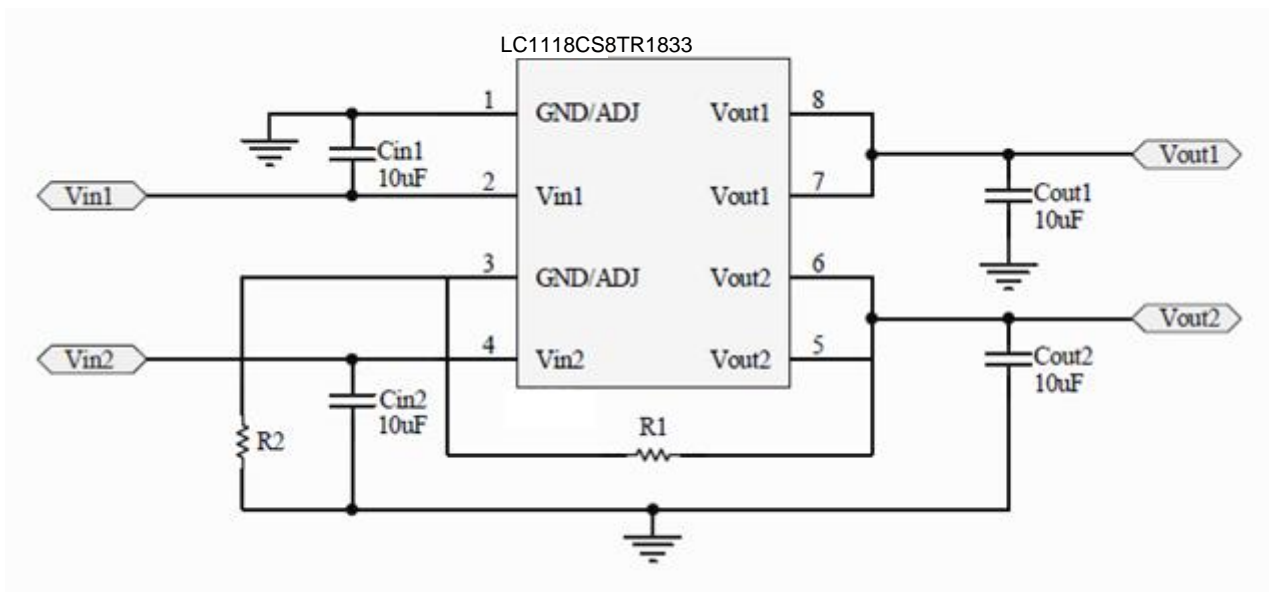 LC1118CS8TR1833
1 GND/ADJ Vout1 8
Cin1
10uF
Vout1
Vin1
2 Vin1 Vout1 7
Cout1
10uF
3 GND/ADJ Vout2 6
Vout2
Vin2
4 Vin2 Vout2 5
Cout2
10uF
Cin2
10uF
R2
R1